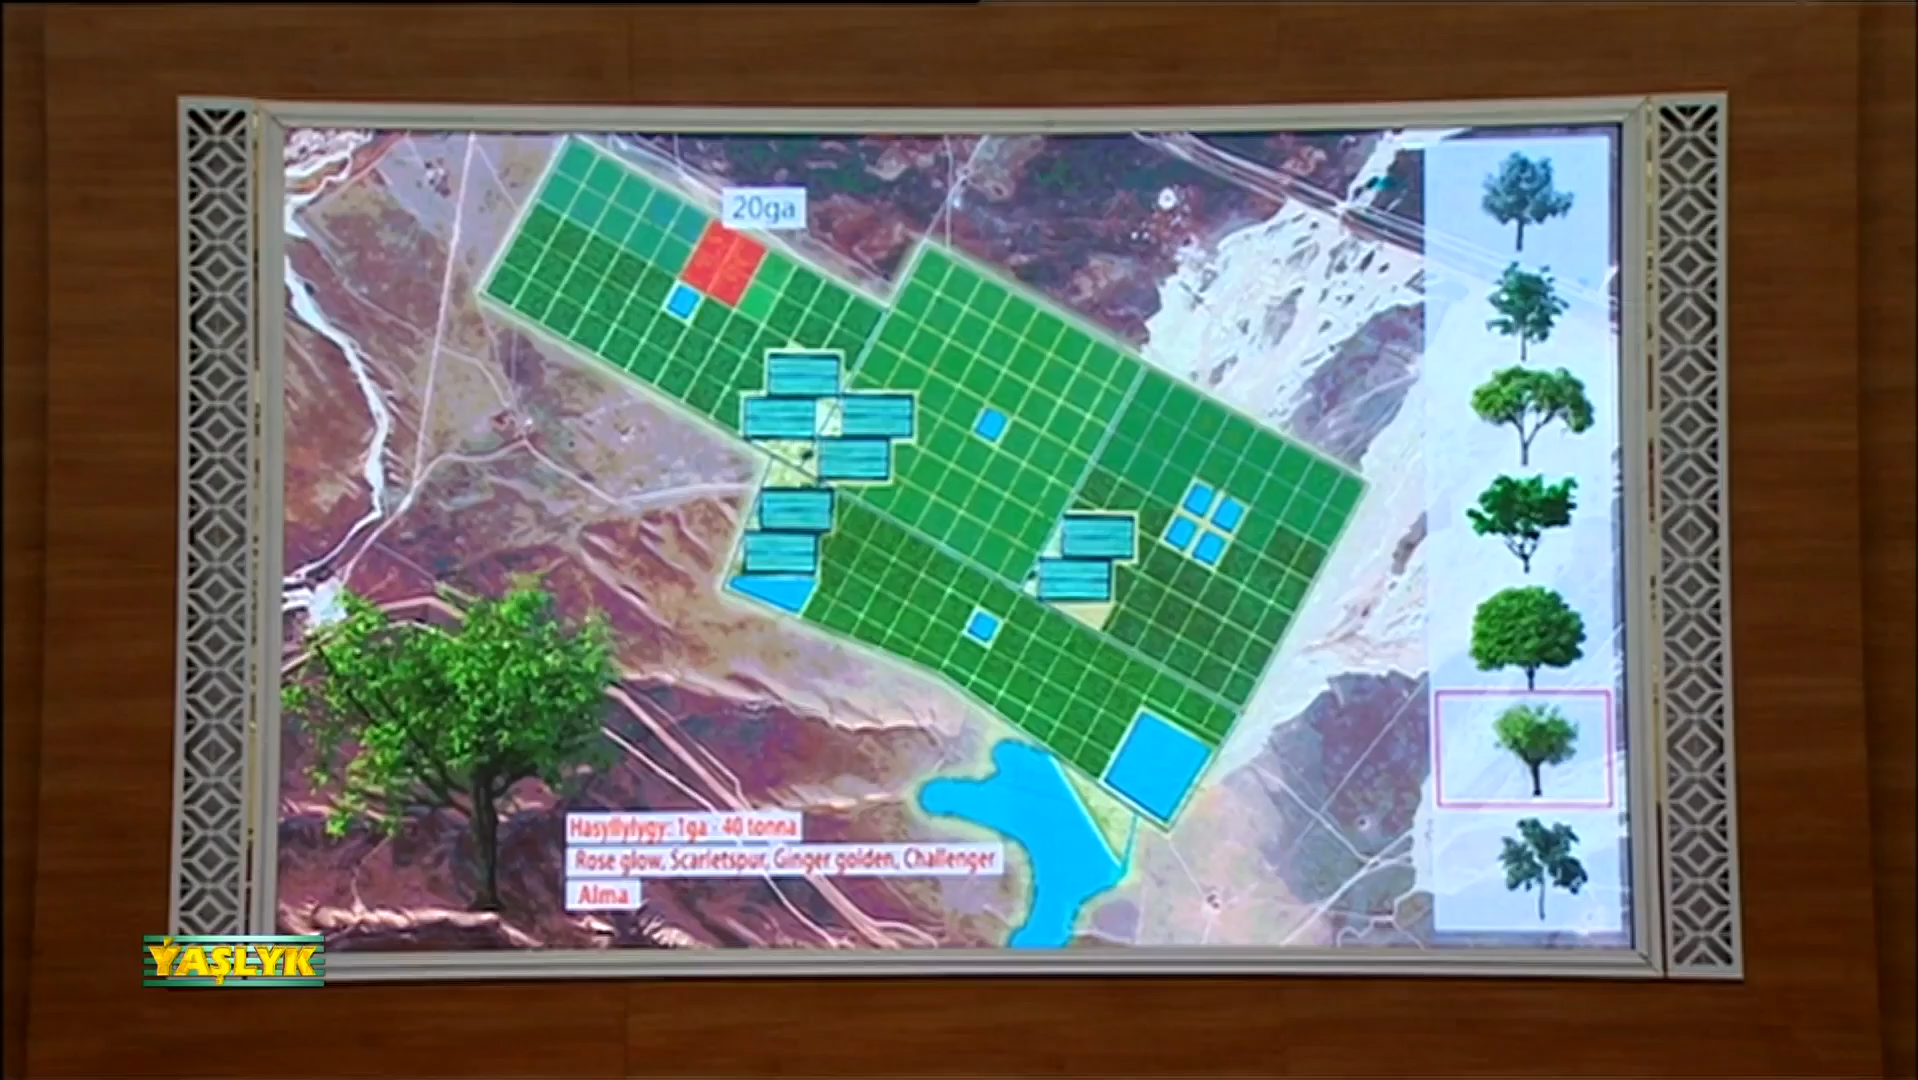 20ga
Hasyllylygy: 1ga - 40 tonna
Rose glow, Scarletspur, Ginger golden, Challenger
Alma
ÝAŞLYK